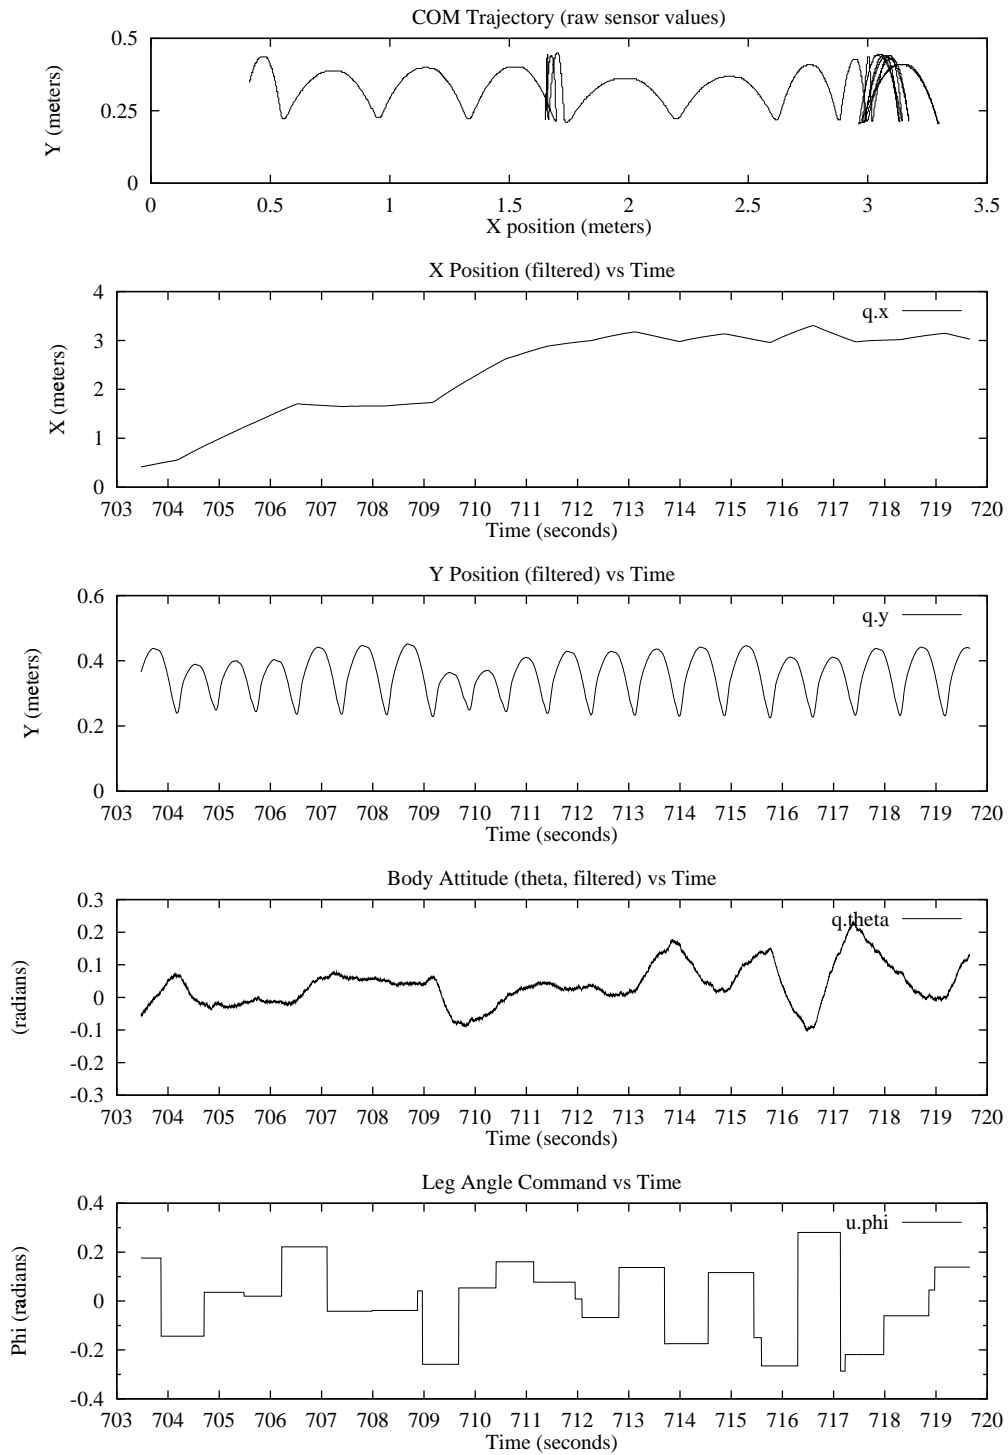 COM Trajectory (raw sensor values)
0.5
0.25
0
Y (meters)
0 0.5 1 1.5 2 2.5 3 3.5
X position (meters)
X Position (filtered) vs Time
4
3
2
1
0
X (meters)
q.x
703 704 705 706 707 708 709 710 711 712 713 714 715 716 717 718 719 720
Time (seconds)
Y Position (filtered) vs Time
0.6
0.4
0.2
0
Y (meters)
q.y
703 704 705 706 707 708 709 710 711 712 713 714 715 716 717 718 719 720
Time (seconds)
Body Attitude (theta, filtered) vs Time
0.3
0.2
0.1
0
-0.1
-0.2
-0.3
(radians)
q.theta
703 704 705 706 707 708 709 710 711 712 713 714 715 716 717 718 719 720
Time (seconds)
Leg Angle Command vs Time
0.4
0.2
0
-0.2
-0.4
Phi (radians)
u.phi
703 704 705 706 707 708 709 710 711 712 713 714 715 716 717 718 719 720
Time (seconds)